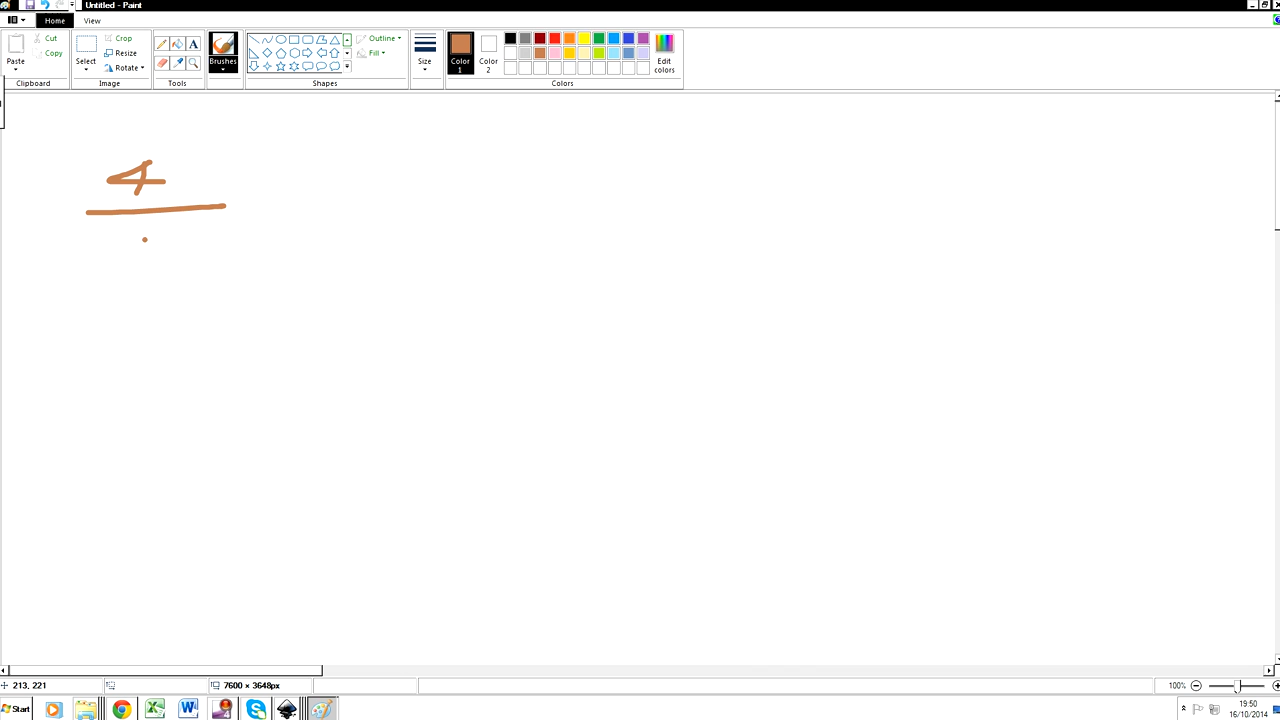 Untitled - Paint
Home View
Paste Cut Copy Select Crop Resize Rotate A Brushes Outline Fill Size Color 1 Color 2 Edit colors
Clipboard Image Tools Shapes Colors
4
213, 221 7600 × 3648px 100%
Start 19:50
16/10/2014